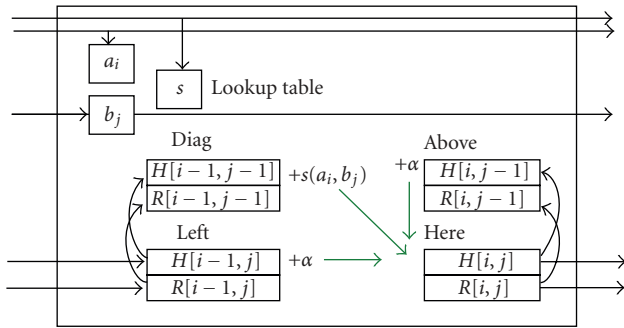 a_i
s Lookup table
b_j
Diag Above
H[i − 1, j − 1] +s(a_i, b_j) +α H[i, j − 1]
R[i − 1, j − 1] R[i, j − 1]
Left Here
H[i − 1, j] +α H[i, j]
R[i − 1, j] R[i, j]